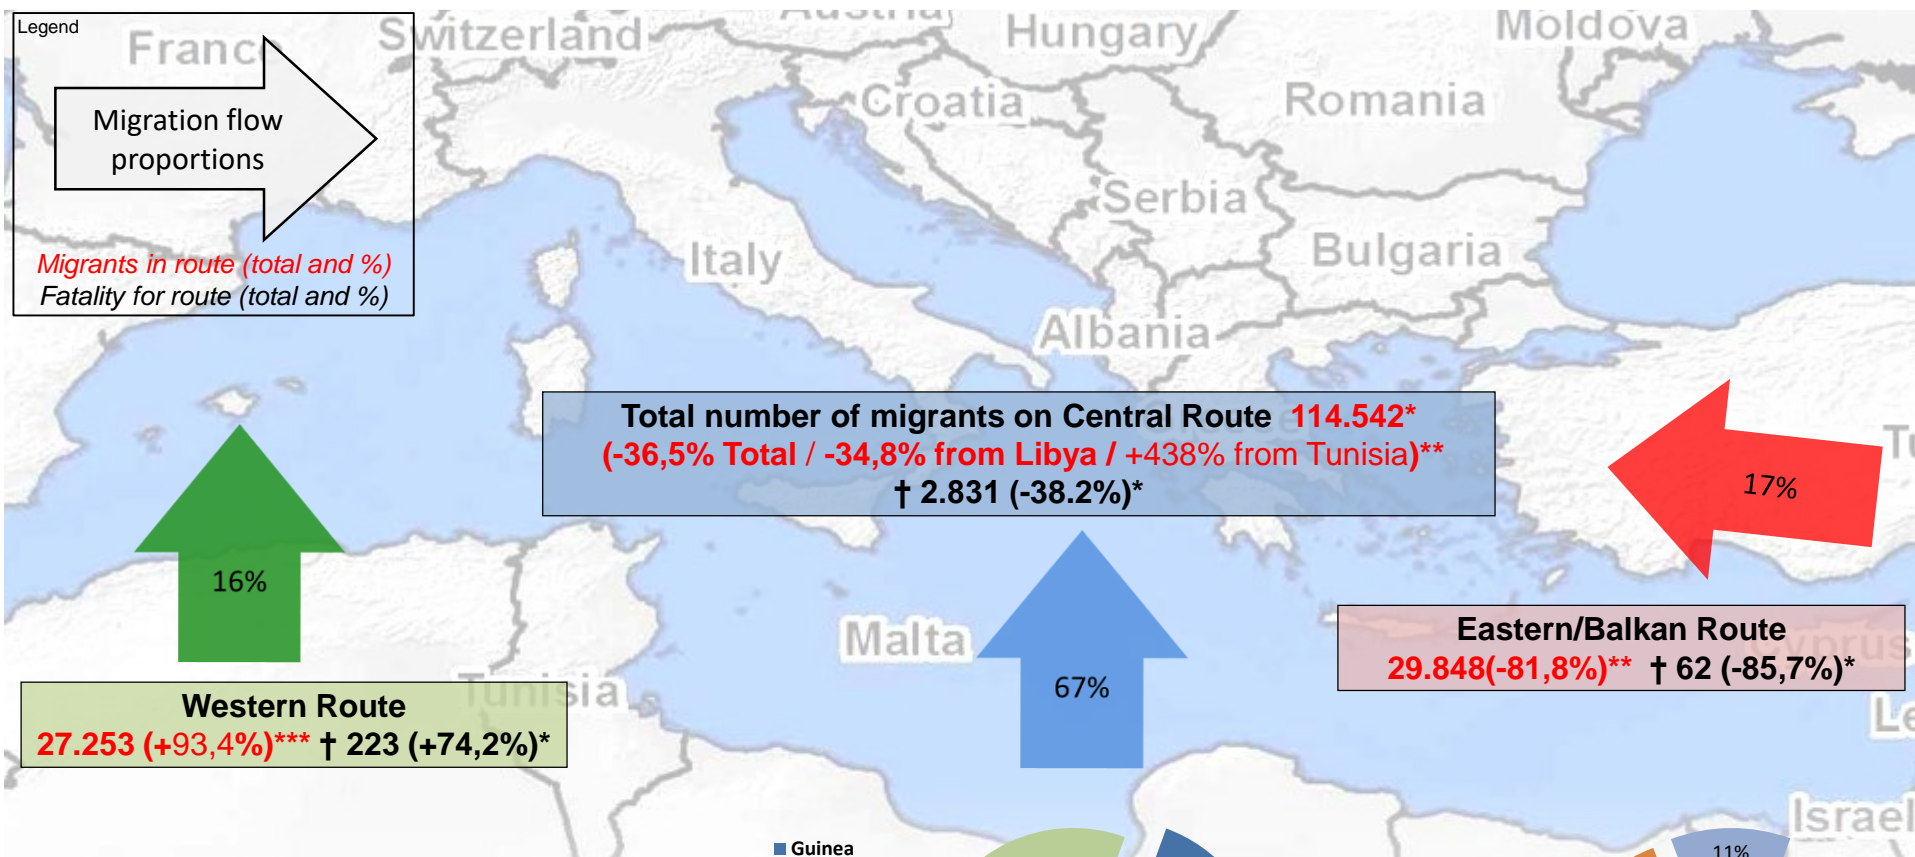 Legend
France
Switzerland
Austria
Hungary
Moldova
Migration flow
proportions
Croatia
Romania
Serbia
Migrants in route (total and %)
Fatality for route (total and %)
Italy
Bulgaria
Albania
Total number of migrants on Central Route 114.542*
(-36,5% Total / -34,8% from Libya / +438% from Tunisia)**
† 2.831 (-38.2%)*
17%
16%
Malta
Eastern/Balkan Route
29.848(-81,8%)** † 62 (-85,7%)*
Cyprus
67%
Tunisia
Western Route
27.253 (+93,4%)*** † 223 (+74,2%)*
Israel
Guinea
11%